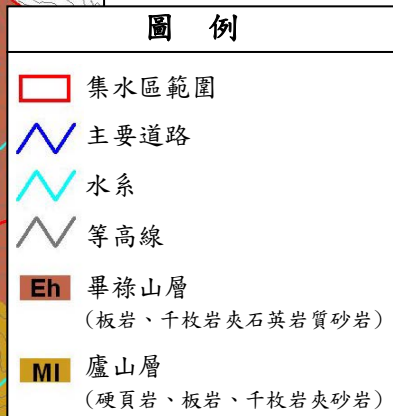 圖 例
集水區範圍
主要道路
水系
等高線
Eh 畢祿山層
(板岩、千枚岩夾石英岩質砂岩)
Ml 廬山層
(硬頁岩、板岩、千枚岩夾砂岩)